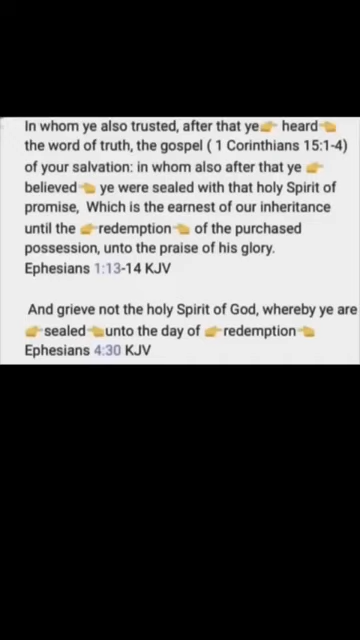 In whom ye also trusted, after that ye👉 heard👈
the word of truth, the gospel ( 1 Corinthians 15:1-4)
of your salvation: in whom also after that ye 👉
believed👈 ye were sealed with that holy Spirit of
promise, Which is the earnest of our inheritance
until the 👉redemption👈 of the purchased
possession, unto the praise of his glory.
Ephesians 1:13-14 KJV
And grieve not the holy Spirit of God, whereby ye are
👉sealed👈unto the day of 👉redemption👈
Ephesians 4:30 KJV